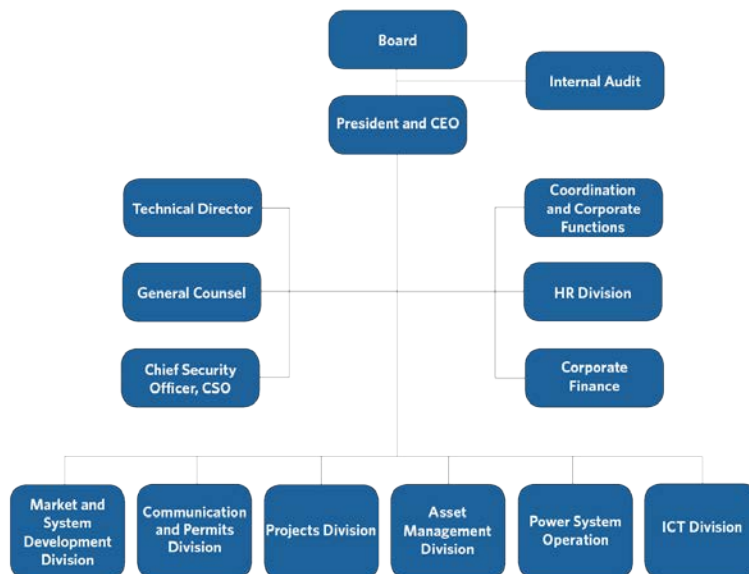 Board
Internal Audit
President and CEO
Technical Director
Coordination
and Corporate
Functions
General Counsel
HR Division
Chief Security
Officer, CSO
Corporate
Finance
Market and
System
Development
Division
Communication
and Permits
Division
Projects Division
Asset
Management
Division
Power System
Operation
ICT Division